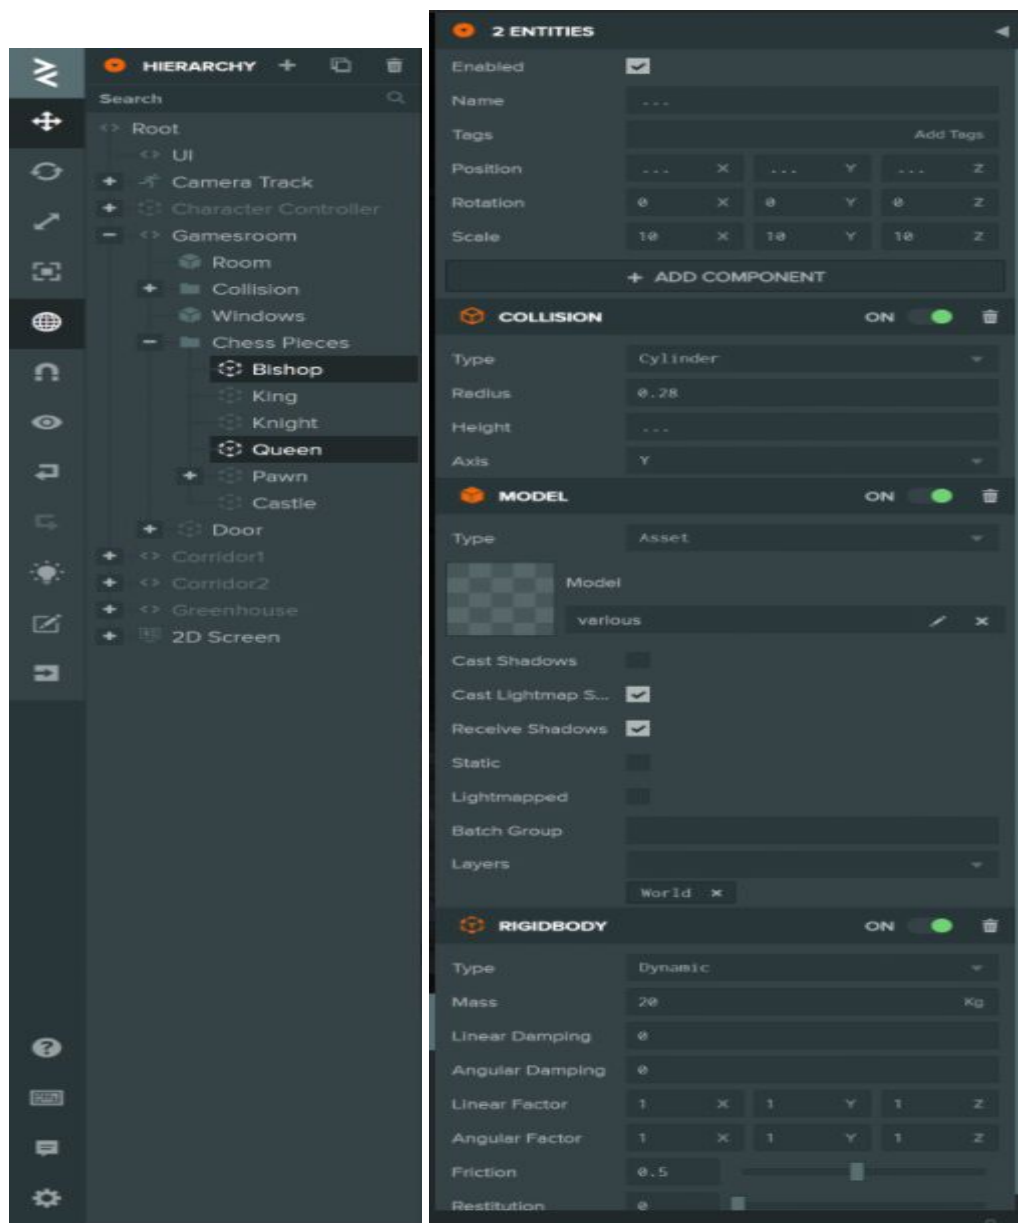 HIERARCHY
Search
Root
UI
Camera Track
Character Controller
Gamesroom
Room
Collision
Windows
Chess Pieces
Bishop
King
Knight
Queen
Pawn
Castle
Door
Corridor1
Corridor2
Greenhouse
2D Screen
2 ENTITIES
Enabled
Name ...
Tags Add Tags
Position ... X ... Y ... Z
Rotation 0 X 0 Y 0 Z
Scale 10 X 10 Y 10 Z
+ ADD COMPONENT
COLLISION ON
Type Cylinder
Radius 0.28
Height ...
Axis Y
MODEL ON
Type Asset
Model
various
Cast Shadows
Cast Lightmap S...
Receive Shadows
Static
Lightmapped
Batch Group
Layers
World ×
RIGIDBODY ON
Type Dynamic
Mass 20 Kg
Linear Damping 0
Angular Damping 0
Linear Factor 1 X 1 Y 1 Z
Angular Factor 1 X 1 Y 1 Z
Friction 0.5
Restitution 0